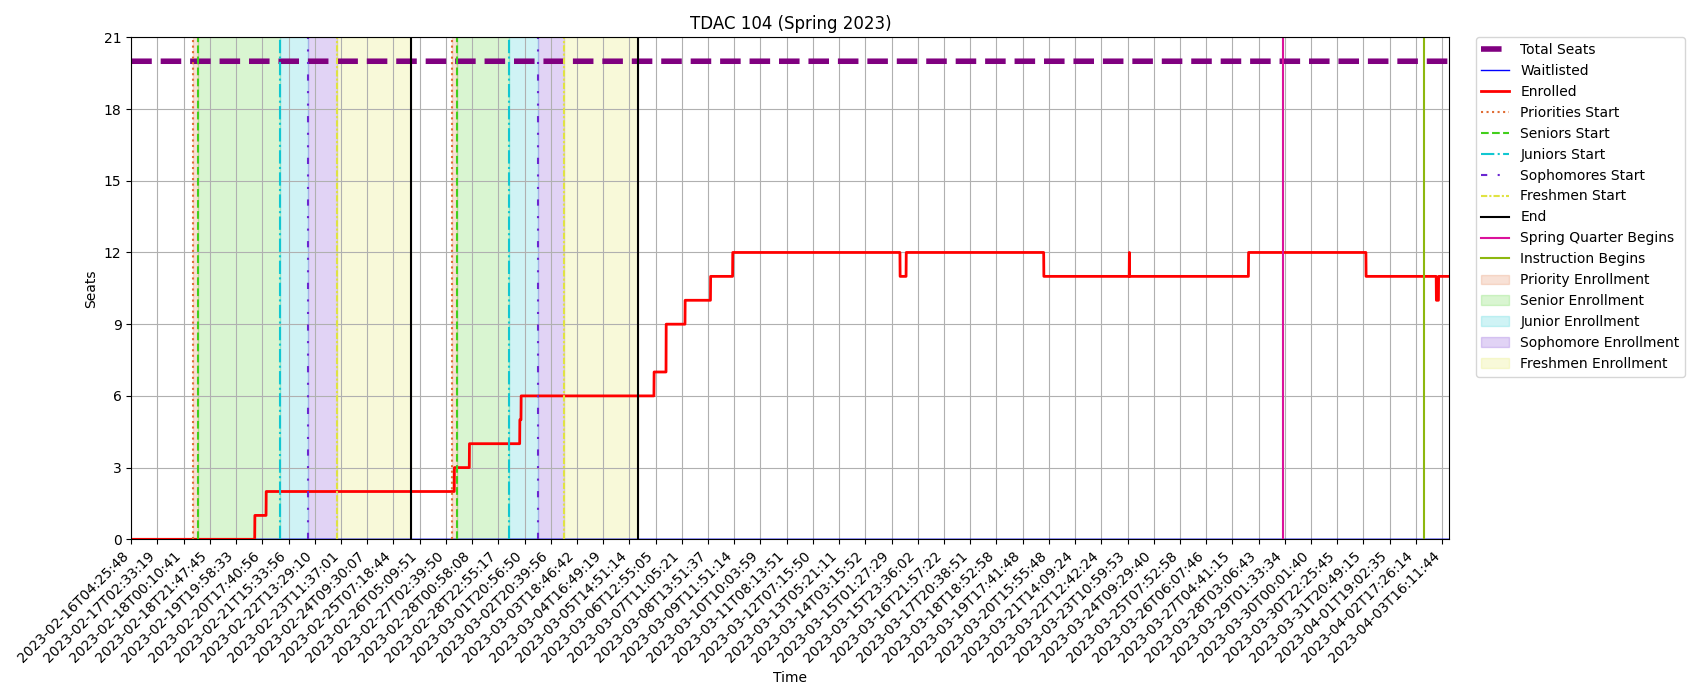 TDAC 104 (Spring 2023)
21
18
15
12
9
6
3
0
Seats
2023-02-16T04:25:48
2023-02-17T02:33:19
2023-02-18T00:10:41
2023-02-18T21:47:45
2023-02-19T19:58:33
2023-02-20T17:40:56
2023-02-21T15:33:56
2023-02-22T13:29:10
2023-02-23T11:37:01
2023-02-24T09:30:07
2023-02-25T07:18:44
2023-02-26T05:09:51
2023-02-27T02:39:50
2023-02-28T00:58:08
2023-02-28T22:55:17
2023-03-01T20:56:50
2023-03-02T20:39:56
2023-03-03T18:46:42
2023-03-04T16:49:19
2023-03-05T14:51:14
2023-03-06T12:55:05
2023-03-07T11:05:21
2023-03-08T13:51:37
2023-03-09T11:51:14
2023-03-10T10:03:59
2023-03-11T08:13:51
2023-03-12T07:15:50
2023-03-13T05:21:11
2023-03-14T03:15:52
2023-03-15T01:27:29
2023-03-15T23:36:02
2023-03-16T21:57:22
2023-03-17T20:38:51
2023-03-18T18:52:58
2023-03-19T17:41:48
2023-03-20T15:55:48
2023-03-21T14:09:24
2023-03-22T12:42:24
2023-03-23T10:59:53
2023-03-24T09:29:40
2023-03-25T07:52:58
2023-03-26T06:07:46
2023-03-27T04:41:15
2023-03-28T03:06:43
2023-03-29T01:33:34
2023-03-30T00:01:40
2023-03-30T22:25:45
2023-03-31T20:49:15
2023-04-01T19:02:35
2023-04-02T17:26:14
2023-04-03T16:11:44
Time
Total Seats
Waitlisted
Enrolled
Priorities Start
Seniors Start
Juniors Start
Sophomores Start
Freshmen Start
End
Spring Quarter Begins
Instruction Begins
Priority Enrollment
Senior Enrollment
Junior Enrollment
Sophomore Enrollment
Freshmen Enrollment